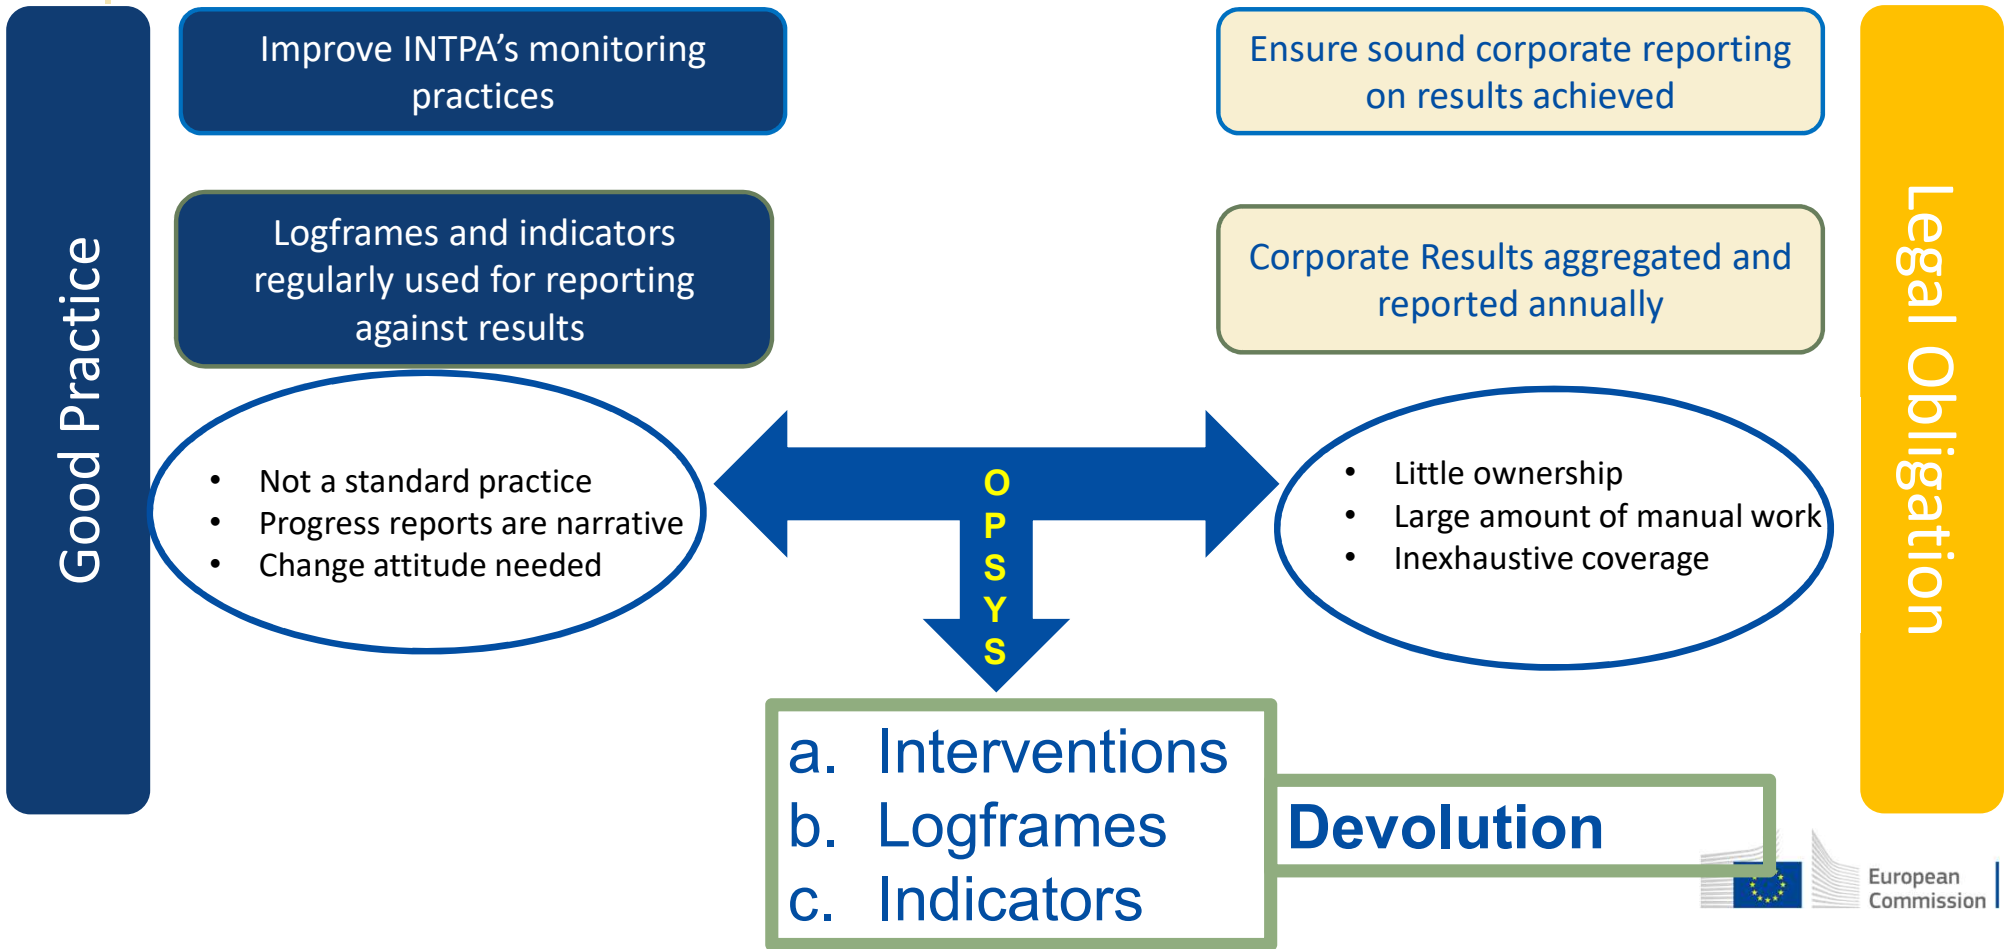 Good Practice
Improve INTPA's monitoring
practices
Logframes and indicators
regularly used for reporting
against results
• Not a standard practice
• Progress reports are narrative
• Change attitude needed
O
P
S
Y
S
Ensure sound corporate reporting
on results achieved
Corporate Results aggregated and
reported annually
• Little ownership
• Large amount of manual work
• Inexhaustive coverage
Legal Obligation
a. Interventions
b. Logframes
c. Indicators
Devolution
European
Commission